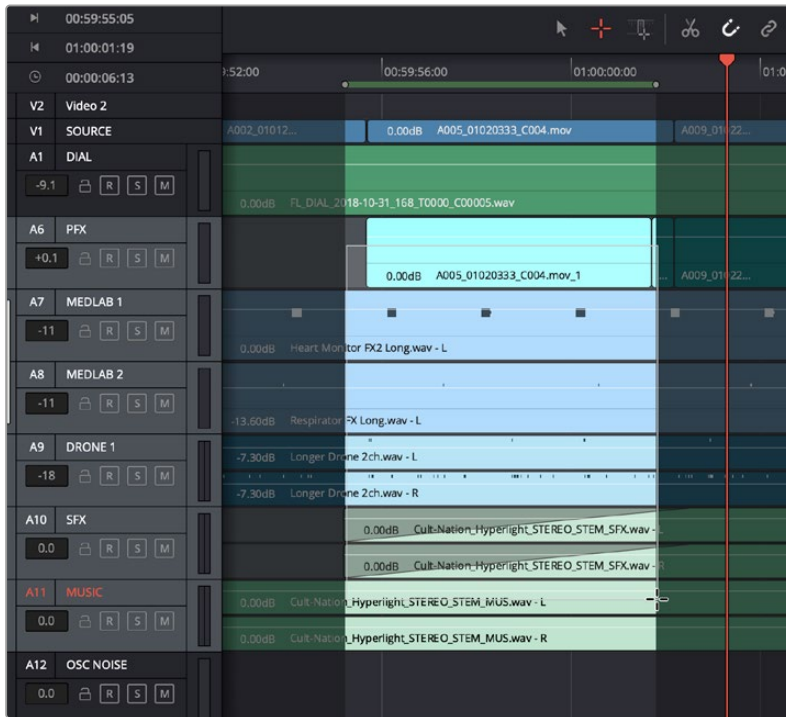 00:59:55:05
01:00:01:19
00:00:06:13
9:52:00 00:59:56:00 01:00:00:00 01:0
V2 Video 2
V1 SOURCE A002_01012... 0.00dB A005_01020333_C004.mov A009_01022...
A1 DIAL
-9.1 R S M
0.00dB FL_DIAL_2018-10-31_168_T0000_C00005.wav
A6 PFX
+0.1 R S M
0.00dB A005_01020333_C004.mov_1 ... A009_01022...
A7 MEDLAB 1
-11 R S M
0.00dB Heart Monitor FX2 Long.wav - L
A8 MEDLAB 2
-11 R S M
-13.60dB Respirator FX Long.wav - L
A9 DRONE 1
-7.30dB Longer Drone 2ch.wav - L
-18 R S M
-7.30dB Longer Drone 2ch.wav - R
A10 SFX
0.00dB Cult-Nation_Hyperlight_STEREO_STEM_SFX.wav - L
0.0 R S M
0.00dB Cult-Nation_Hyperlight_STEREO_STEM_SFX.wav - R
A11 MUSIC
0.00dB Cult-Nation_Hyperlight_STEREO_STEM_MUS.wav - L
0.0 R S M
0.00dB Cult-Nation_Hyperlight_STEREO_STEM_MUS.wav - R
A12 OSC NOISE
0.0 R S M